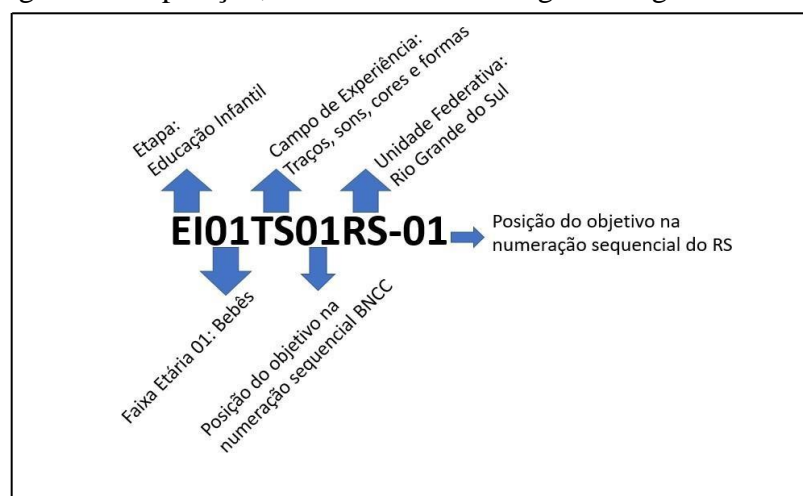 Etapa:
Educação Infantil
Campo de Experiência:
Traços, sons, cores e formas
Unidade Federativa:
Rio Grande do Sul
EI01TS01RS-01
Posição do objetivo na
numeração sequencial do RS
Faixa Etária 01: Bebês
Posição do objetivo na
numeração sequencial BNCC